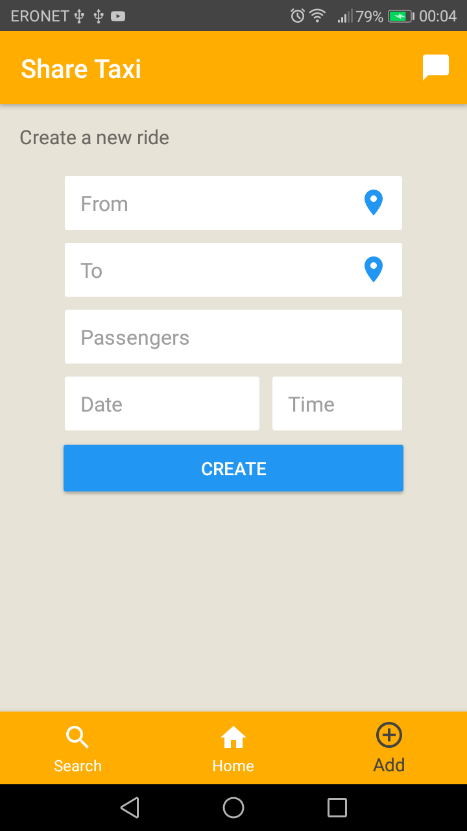 ERONET 79% 00:04
Share Taxi
Create a new ride
From
To
Passengers
Date Time
CREATE
Search Home Add